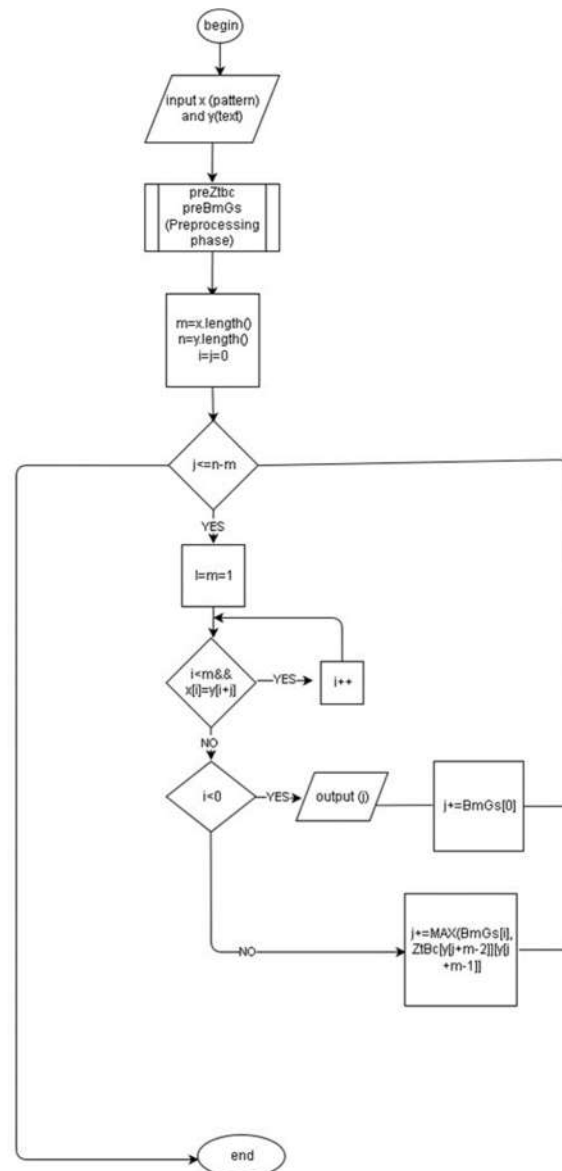 begin
input x (pattern)
and y(text)
preZtbc
preBmGs
(Preprocessing
phase)
m=x.length()
n=y.length()
i=j=0
j<=n-m
YES
I=m=1
i<m&&
x[i]=y[i+j]
YES
i++
NO
i<0
YES
output (j)
j+=BmGs[0]
NO
j+=MAX(BmGs[i],
ZtBc[y[j+m-2]][y[j
+m-1]]
end